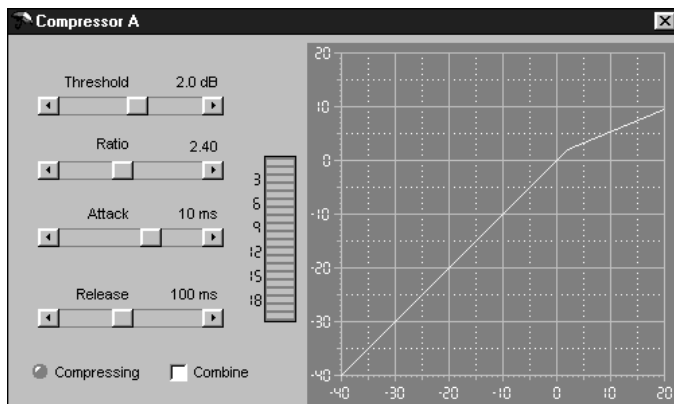 Compressor A
Threshold 2.0 dB
Ratio 2.40
Attack 10 ms
Release 100 ms
Compressing Combine
3
6
9
12
15
18
20
10
0
-10
-20
-30
-40
-40 -30 -20 -10 0 10 20